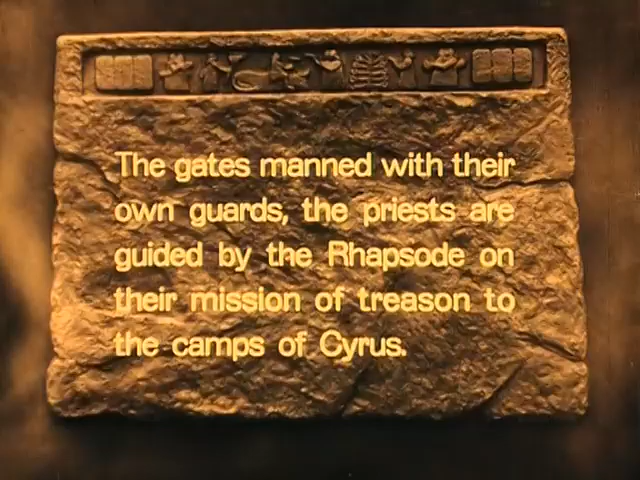 The gates manned with their
own guards, the priests are
guided by the Rhapsode on
their mission of treason to
the camps of Cyrus.